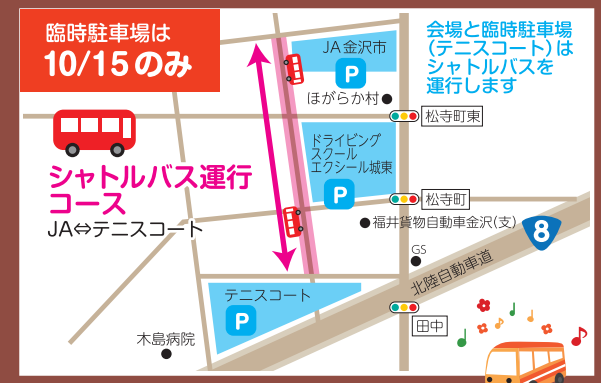 臨時駐車場は
10/15のみ
会場と臨時駐車場
（テニスコート）は
シャトルバスを
運行します
JA金沢市
P
ほがらか村
松寺町東
シャトルバス運行
コース
JA⇔テニスコート
ドライビング
スクール
エクシール城東
P
松寺町
福井貨物自動車金沢(支)
8
GS
北陸自動車道
テニスコート
P
田中
木島病院